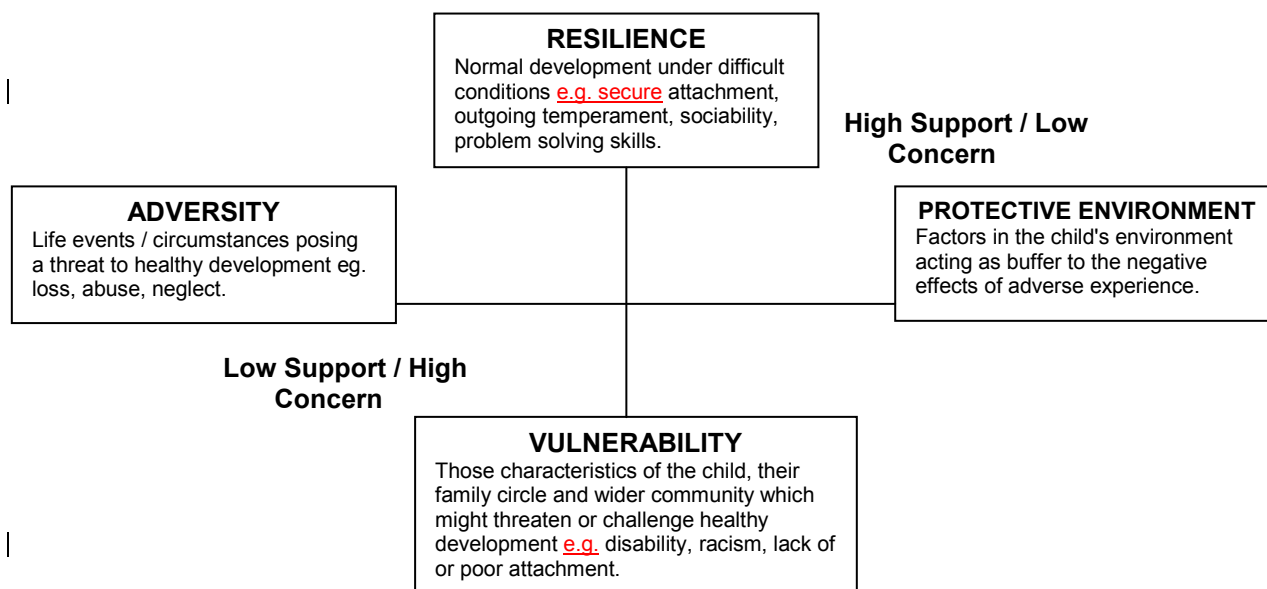 RESILIENCE
Normal development under difficult
conditions e.g. secure attachment,
outgoing temperament, sociability,
problem solving skills.
High Support / Low
Concern
ADVERSITY
Life events / circumstances posing
a threat to healthy development eg.
loss, abuse, neglect.
PROTECTIVE ENVIRONMENT
Factors in the child's environment
acting as buffer to the negative
effects of adverse experience.
Low Support / High
Concern
VULNERABILITY
Those characteristics of the child, their
family circle and wider community which
might threaten or challenge healthy
development e.g. disability, racism, lack of
or poor attachment.